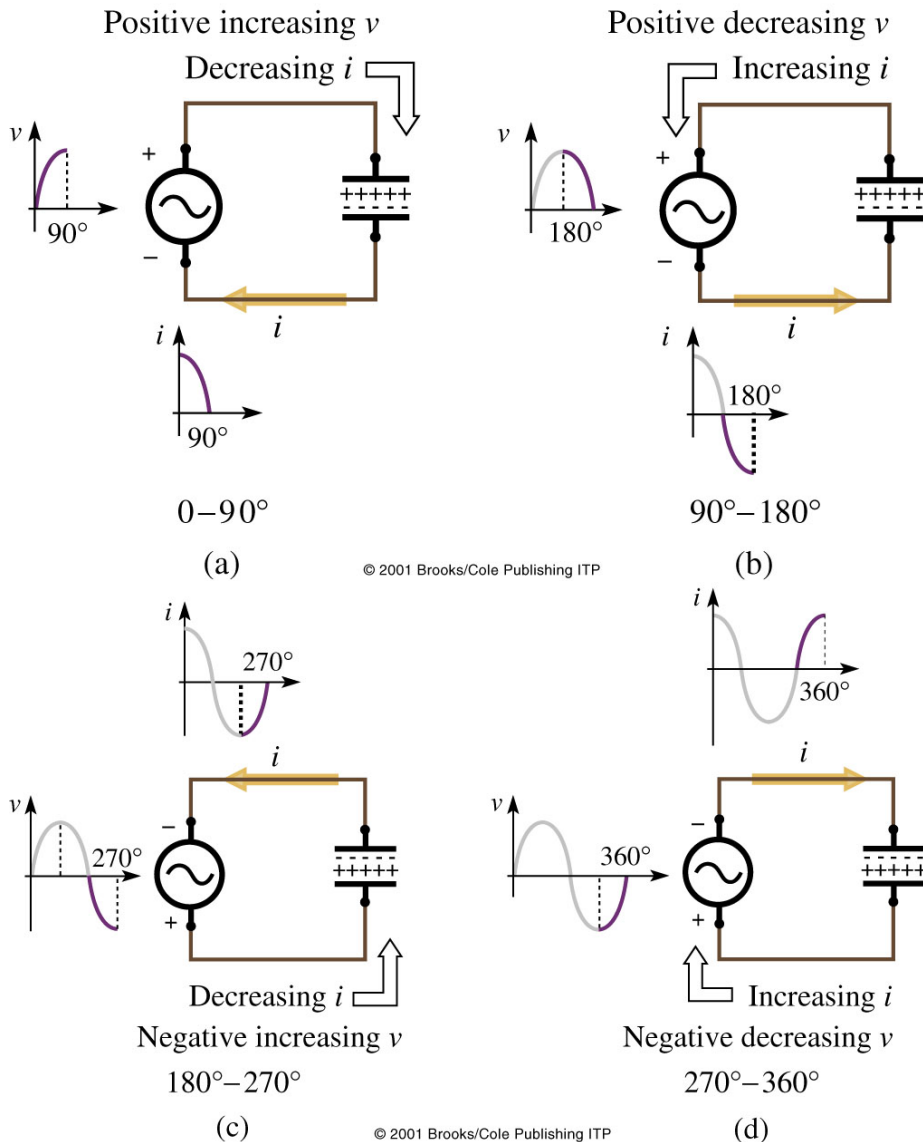 Positive increasing v
Decreasing i
v
+
+++++
- - - - -
90°
−
i
i
90°
0−90°
(a)
Positive decreasing v
Increasing i
v
+
+++++
- - - - -
180°
−
i
i
180°
90°−180°
(b)
© 2001 Brooks/Cole Publishing ITP
i
270°
i
v
−
270°
- - - - -
+++++
+
Decreasing i
Negative increasing v
180°−270°
(c)
i
360°
i
v
−
360°
- - - - -
+++++
+
Increasing i
Negative decreasing v
270°−360°
(d)
© 2001 Brooks/Cole Publishing ITP